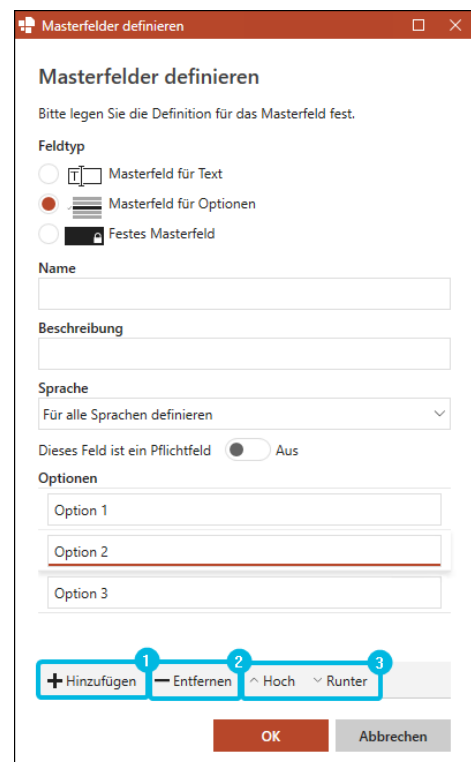 Masterfelder definieren
Masterfelder definieren
Bitte legen Sie die Definition für das Masterfeld fest.
Feldtyp
T Masterfeld für Text
Masterfeld für Optionen
Festes Masterfeld
Name
Beschreibung
Sprache
Für alle Sprachen definieren
Dieses Feld ist ein Pflichtfeld Aus
Optionen
Option 1
Option 2
Option 3
1 2 3
Hinzufügen Entfernen Hoch Runter
OK Abbrechen